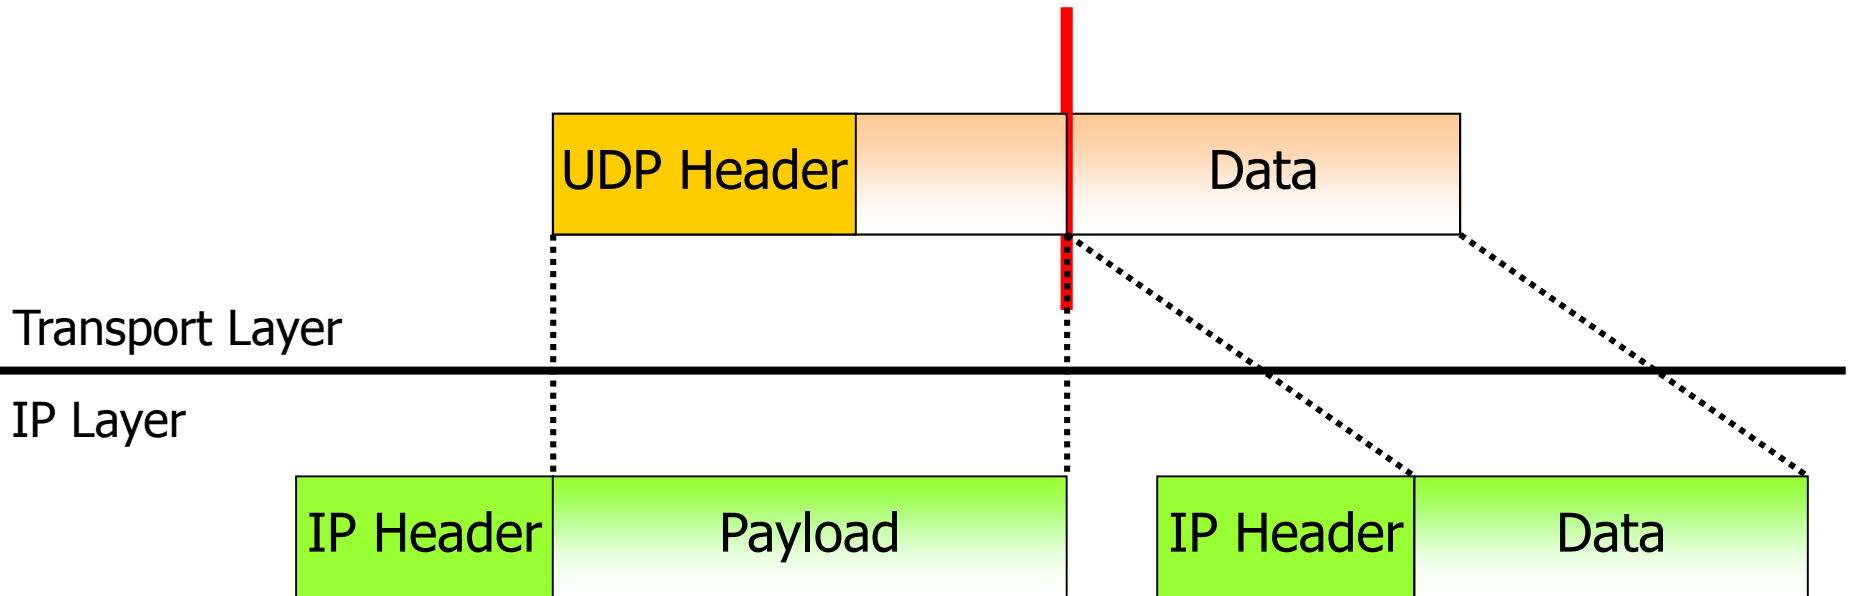 UDP Header
Data
Transport Layer
IP Layer
IP Header
Payload
IP Header
Data